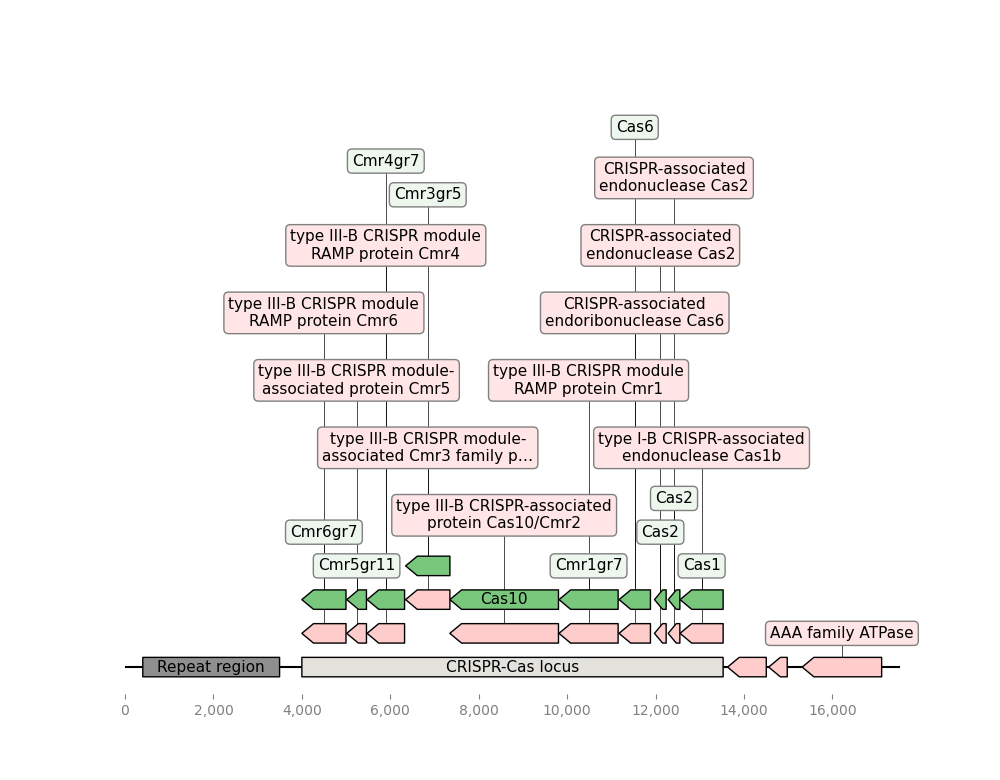 Cas6
Cmr4gr7
CRISPR-associated
endonuclease Cas2
Cmr3gr5
type III-B CRISPR module
RAMP protein Cmr4
CRISPR-associated
endonuclease Cas2
type III-B CRISPR module
RAMP protein Cmr6
CRISPR-associated
endoribonuclease Cas6
type III-B CRISPR module-
associated protein Cmr5
type III-B CRISPR module
RAMP protein Cmr1
type III-B CRISPR module-
associated Cmr3 family p...
type I-B CRISPR-associated
endonuclease Cas1b
type III-B CRISPR-associated
protein Cas10/Cmr2
Cas2
Cmr6gr7
Cas2
Cmr5gr11
Cmr1gr7
Cas1
Cas10
AAA family ATPase
Repeat region
CRISPR-Cas locus
0 2,000 4,000 6,000 8,000 10,000 12,000 14,000 16,000